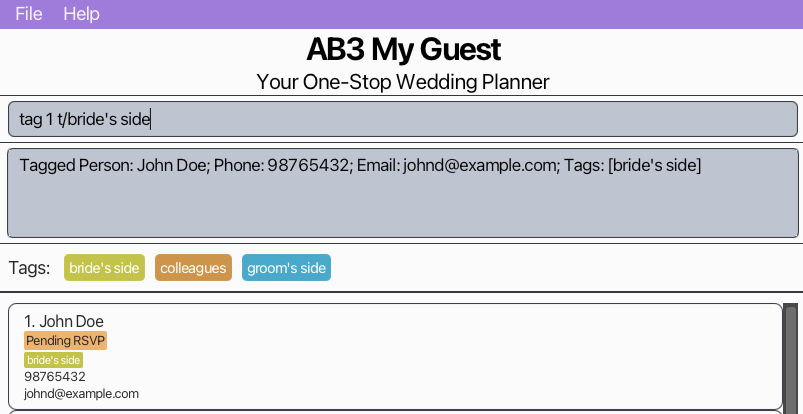 File Help
AB3 My Guest
Your One-Stop Wedding Planner
tag 1 t/bride's side
Tagged Person: John Doe; Phone: 98765432; Email: johnd@example.com; Tags: [bride's side]
Tags: bride's side colleagues groom's side
1. John Doe
Pending RSVP
bride's side
98765432
johnd@example.com